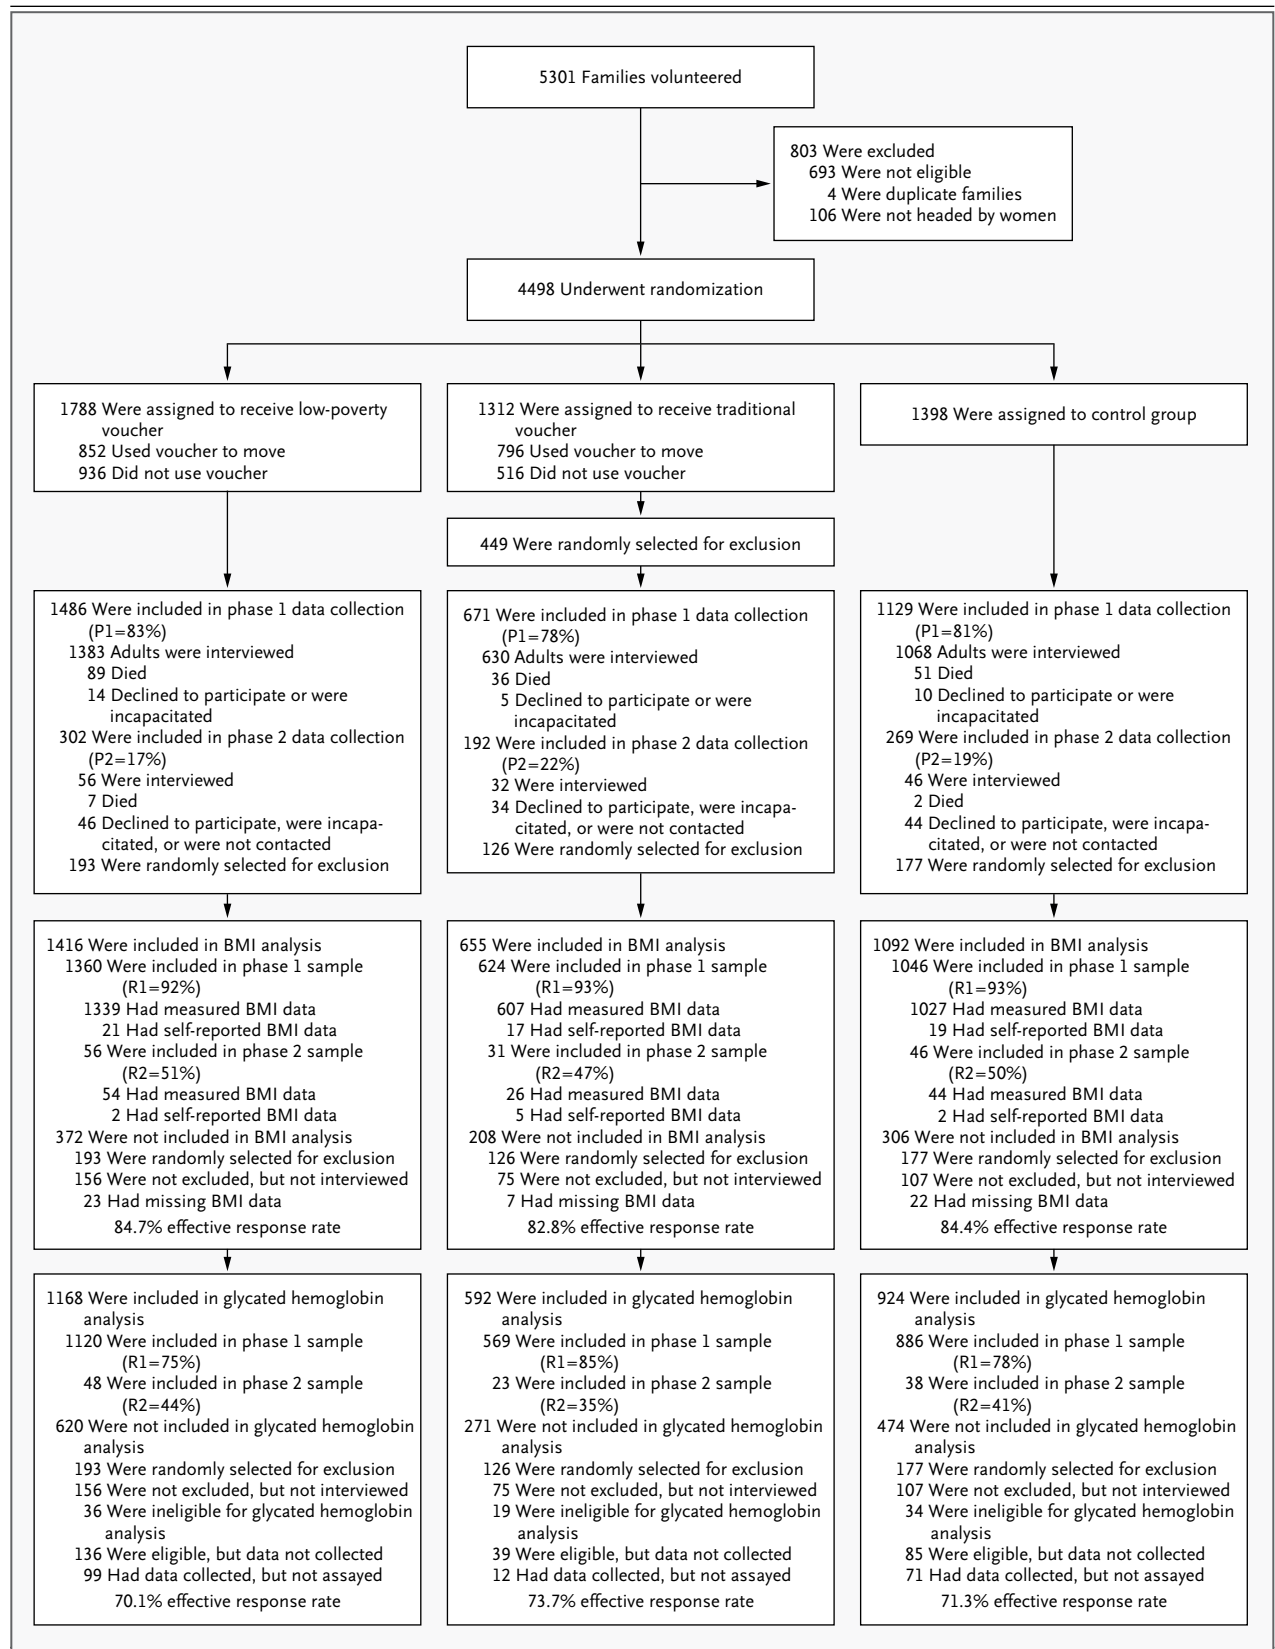 5301 Families volunteered
803 Were excluded
693 Were not eligible
4 Were duplicate families
106 Were not headed by women
4498 Underwent randomization
1788 Were assigned to receive low-poverty
voucher
852 Used voucher to move
936 Did not use voucher
1312 Were assigned to receive traditional
voucher
796 Used voucher to move
516 Did not use voucher
1398 Were assigned to control group
449 Were randomly selected for exclusion
1486 Were included in phase 1 data collection
(P1=83%)
1383 Adults were interviewed
89 Died
14 Declined to participate or were
incapacitated
302 Were included in phase 2 data collection
(P2=17%)
56 Were interviewed
7 Died
46 Declined to participate, were incapa-
citated, or were not contacted
193 Were randomly selected for exclusion
671 Were included in phase 1 data collection
(P1=78%)
630 Adults were interviewed
36 Died
5 Declined to participate or were
incapacitated
192 Were included in phase 2 data collection
(P2=22%)
32 Were interviewed
34 Declined to participate, were incapa-
citated, or were not contacted
126 Were randomly selected for exclusion
1129 Were included in phase 1 data collection
(P1=81%)
1068 Adults were interviewed
51 Died
10 Declined to participate or were
incapacitated
269 Were included in phase 2 data collection
(P2=19%)
46 Were interviewed
2 Died
44 Declined to participate, were incapa-
citated, or were not contacted
177 Were randomly selected for exclusion
1416 Were included in BMI analysis
1360 Were included in phase 1 sample
(R1=92%)
1339 Had measured BMI data
21 Had self-reported BMI data
56 Were included in phase 2 sample
(R2=51%)
54 Had measured BMI data
2 Had self-reported BMI data
372 Were not included in BMI analysis
193 Were randomly selected for exclusion
156 Were not excluded, but not interviewed
23 Had missing BMI data
84.7% effective response rate
655 Were included in BMI analysis
624 Were included in phase 1 sample
(R1=93%)
607 Had measured BMI data
17 Had self-reported BMI data
31 Were included in phase 2 sample
(R2=47%)
26 Had measured BMI data
5 Had self-reported BMI data
208 Were not included in BMI analysis
126 Were randomly selected for exclusion
75 Were not excluded, but not interviewed
7 Had missing BMI data
82.8% effective response rate
1092 Were included in BMI analysis
1046 Were included in phase 1 sample
(R1=93%)
1027 Had measured BMI data
19 Had self-reported BMI data
46 Were included in phase 2 sample
(R2=50%)
44 Had measured BMI data
2 Had self-reported BMI data
306 Were not included in BMI analysis
177 Were randomly selected for exclusion
107 Were not excluded, but not interviewed
22 Had missing BMI data
84.4% effective response rate
1168 Were included in glycated hemoglobin
analysis
1120 Were included in phase 1 sample
(R1=75%)
48 Were included in phase 2 sample
(R2=44%)
620 Were not included in glycated hemoglobin
analysis
193 Were randomly selected for exclusion
156 Were not excluded, but not interviewed
36 Were ineligible for glycated hemoglobin
analysis
136 Were eligible, but data not collected
99 Had data collected, but not assayed
70.1% effective response rate
592 Were included in glycated hemoglobin
analysis
569 Were included in phase 1 sample
(R1=85%)
23 Were included in phase 2 sample
(R2=35%)
271 Were not included in glycated hemoglobin
analysis
126 Were randomly selected for exclusion
75 Were not excluded, but not interviewed
19 Were ineligible for glycated hemoglobin
analysis
39 Were eligible, but data not collected
12 Had data collected, but not assayed
73.7% effective response rate
924 Were included in glycated hemoglobin
analysis
886 Were included in phase 1 sample
(R1=78%)
38 Were included in phase 2 sample
(R2=41%)
474 Were not included in glycated hemoglobin
analysis
177 Were randomly selected for exclusion
107 Were not excluded, but not interviewed
34 Were ineligible for glycated hemoglobin
analysis
85 Were eligible, but data not collected
71 Had data collected, but not assayed
71.3% effective response rate